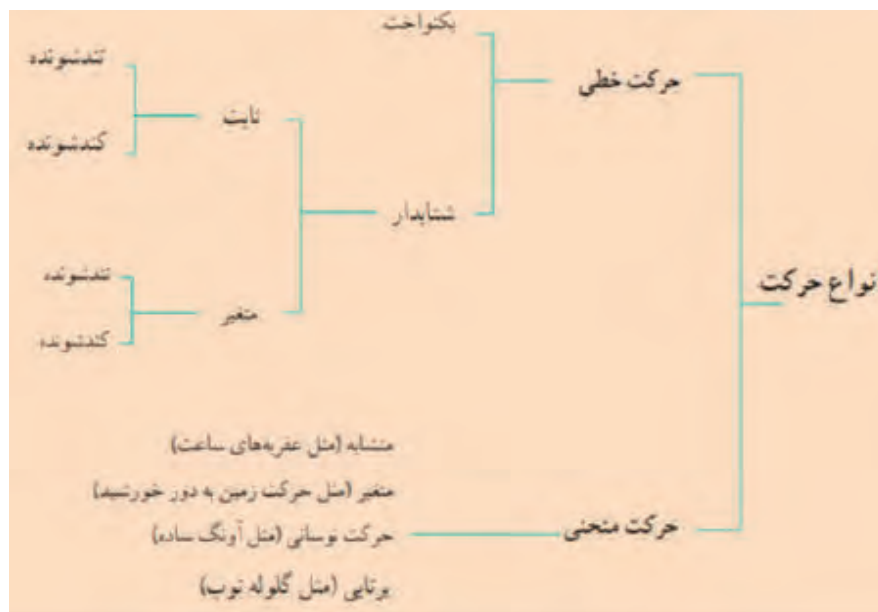 نواع حرکت
حرکت خطی
یکنواخت
شتابدار
ثابت
تندشونده
کندشونده
متغیر
تندشونده
کندشونده
حرکت منحنی
متشابه (مثل عقربه‌های ساعت)
متغیر (مثل حرکت زمین به دور خورشید)
حرکت نوسانی (مثل آونگ ساده)
پرتابی (مثل گلوله توپ)